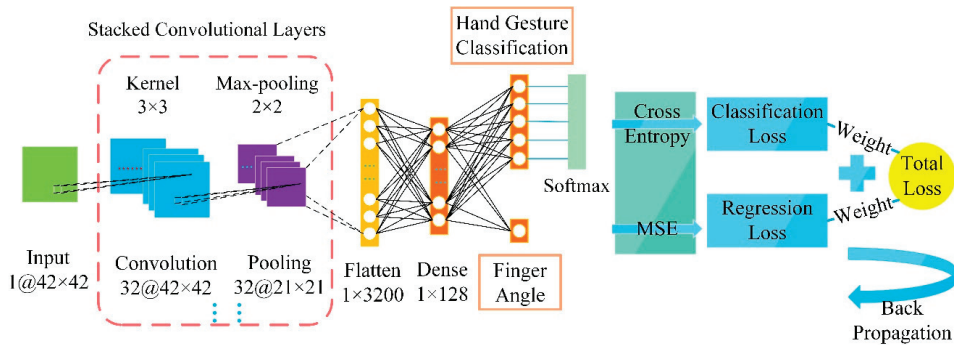 Stacked Convolutional Layers
Kernel
3×3
Max-pooling
2×2
Input
1@42×42
Convolution
32@42×42
Pooling
32@21×21
Flatten
1×3200
Dense
1×128
Hand Gesture
Classification
Softmax
Finger
Angle
Cross
Entropy
MSE
Classification
Loss
Regression
Loss
Weight
Weight
Total
Loss
Back
Propagation